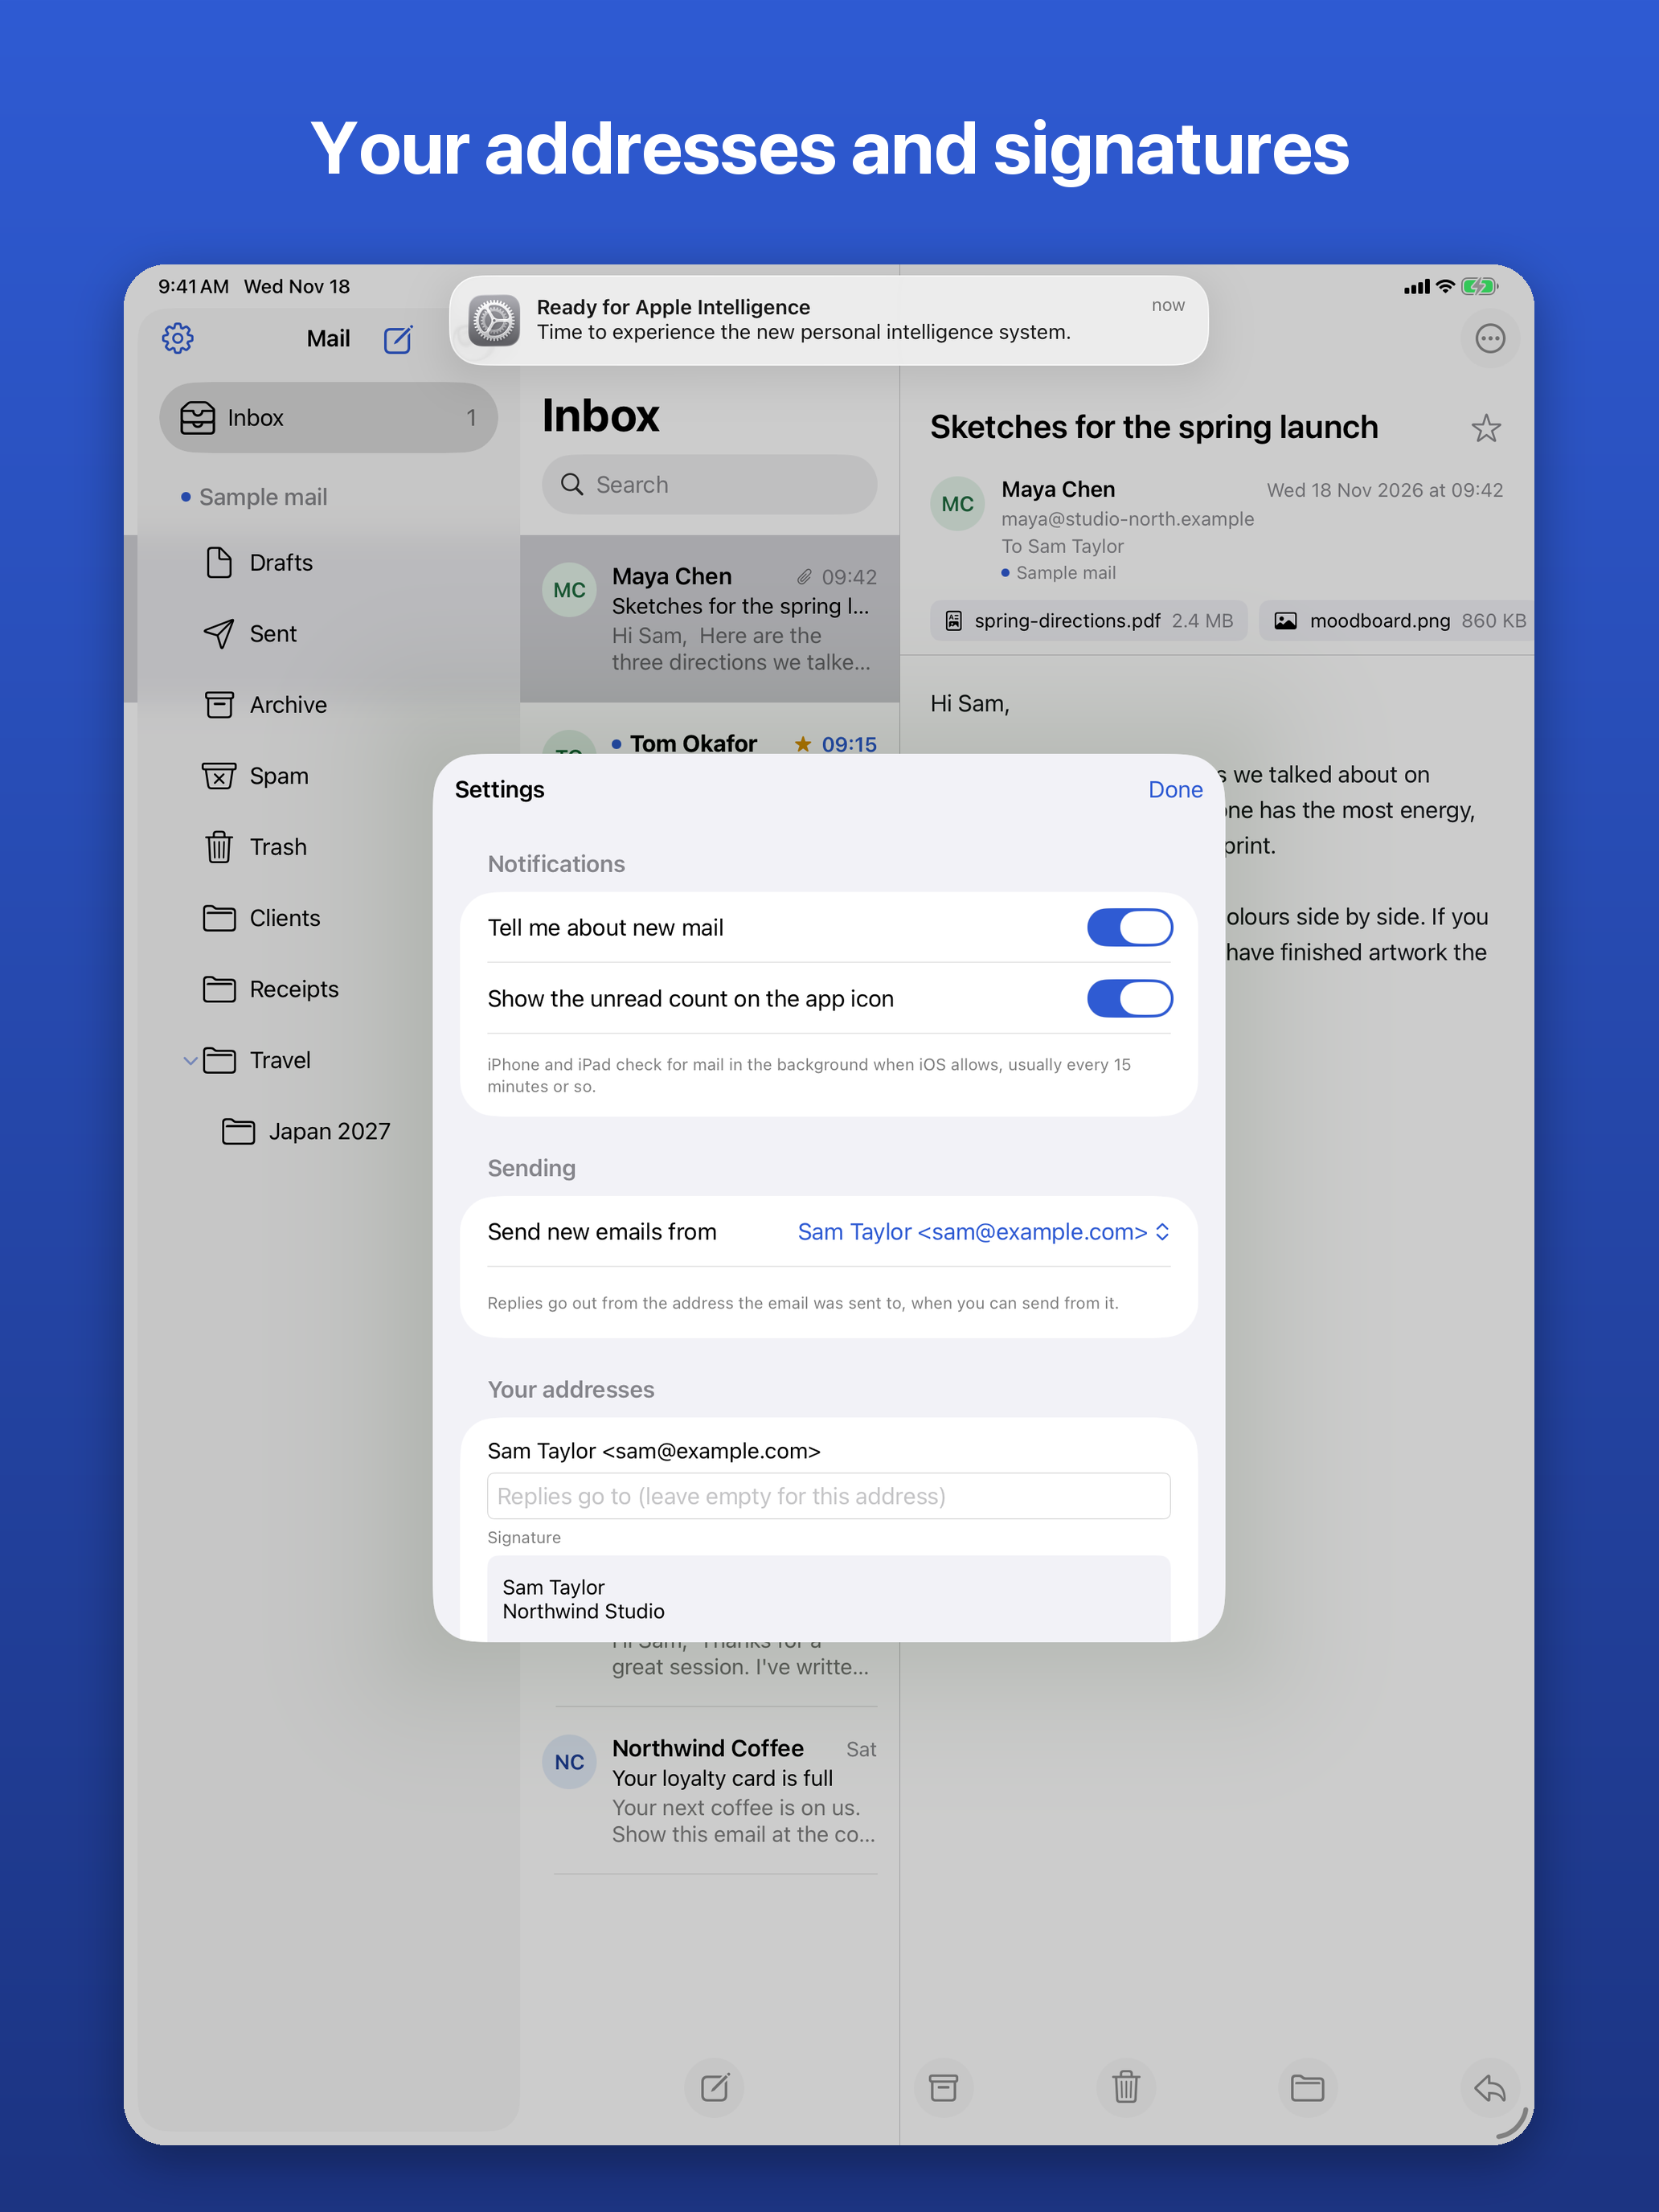 Your addresses and signatures
9:41 AM Wed Nov 18
Ready for Apple Intelligence
now
Time to experience the new personal intelligence system.
Mail
Inbox
1
Sample mail
Drafts
Sent
Archive
Spam
Trash
Clients
Receipts
Travel
Japan 2027
Inbox
Search
MC
Maya Chen
09:42
Sketches for the spring l...
Hi Sam, Here are the
three directions we talke...
Tom Okafor
09:15
Sketches for the spring launch
MC
Maya Chen
Wed 18 Nov 2026 at 09:42
maya@studio-north.example
To Sam Taylor
Sample mail
spring-directions.pdf 2.4 MB
moodboard.png 860 KB
Hi Sam,
we talked about on
has the most energy,
print.
side by side. If you
have finished artwork the
Settings
Done
Notifications
Tell me about new mail
Show the unread count on the app icon
iPhone and iPad check for mail in the background when iOS allows, usually every 15
minutes or so.
Sending
Send new emails from
Sam Taylor <sam@example.com>
Replies go out from the address the email was sent to, when you can send from it.
Your addresses
Sam Taylor <sam@example.com>
Replies go to (leave empty for this address)
Signature
Sam Taylor
Northwind Studio
Hi Sam, Thanks for a
great session. I've writte...
NC
Northwind Coffee
Sat
Your loyalty card is full
Your next coffee is on us.
Show this email at the co...